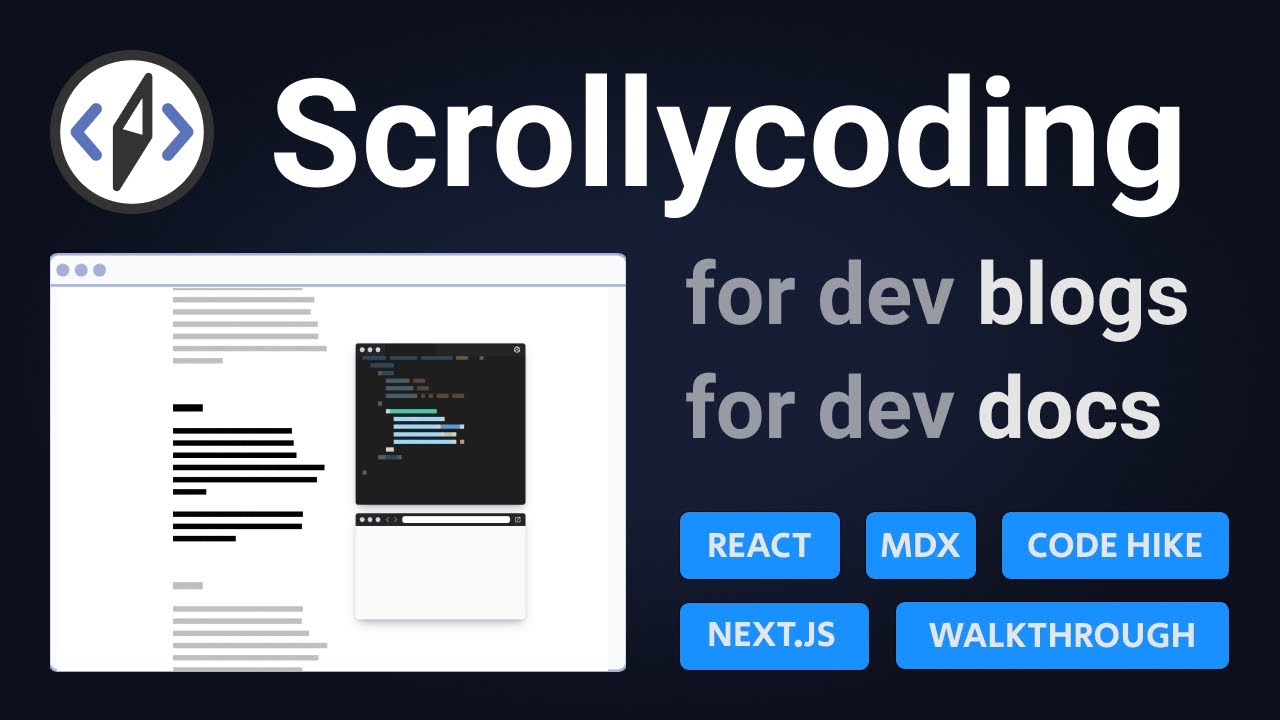 Scrollycoding
for dev blogs
for dev docs
REACT MDX CODE HIKE
NEXT.JS WALKTHROUGH